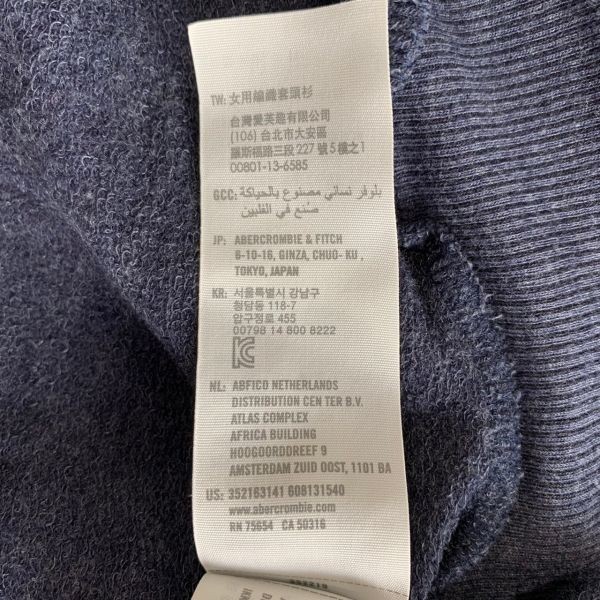 TW: 女用編織套頭衫
台灣愛芙趣有限公司
(106) 台北市大安區
羅斯福路三段 227 號 5 樓之1
00801-13-6585
GCC: بلوفر نسائي مصنوع بالحياكة
صُنع في الفلبين
JP: ABERCROMBIE & FITCH
6-10-16, GINZA, CHUO- KU ,
TOKYO, JAPAN
KR: 서울특별시 강남구
청담동 118-7
압구정로 455
00798 14 800 8222
NL: ABFICO NETHERLANDS
DISTRIBUTION CEN TER B.V.
ATLAS COMPLEX
AFRICA BUILDING
HOOGOORDDREEF 9
AMSTERDAM ZUID OOST, 1101 BA
US: 352163141 608131540
www.abercrombie.com
RN 75654 CA 50316